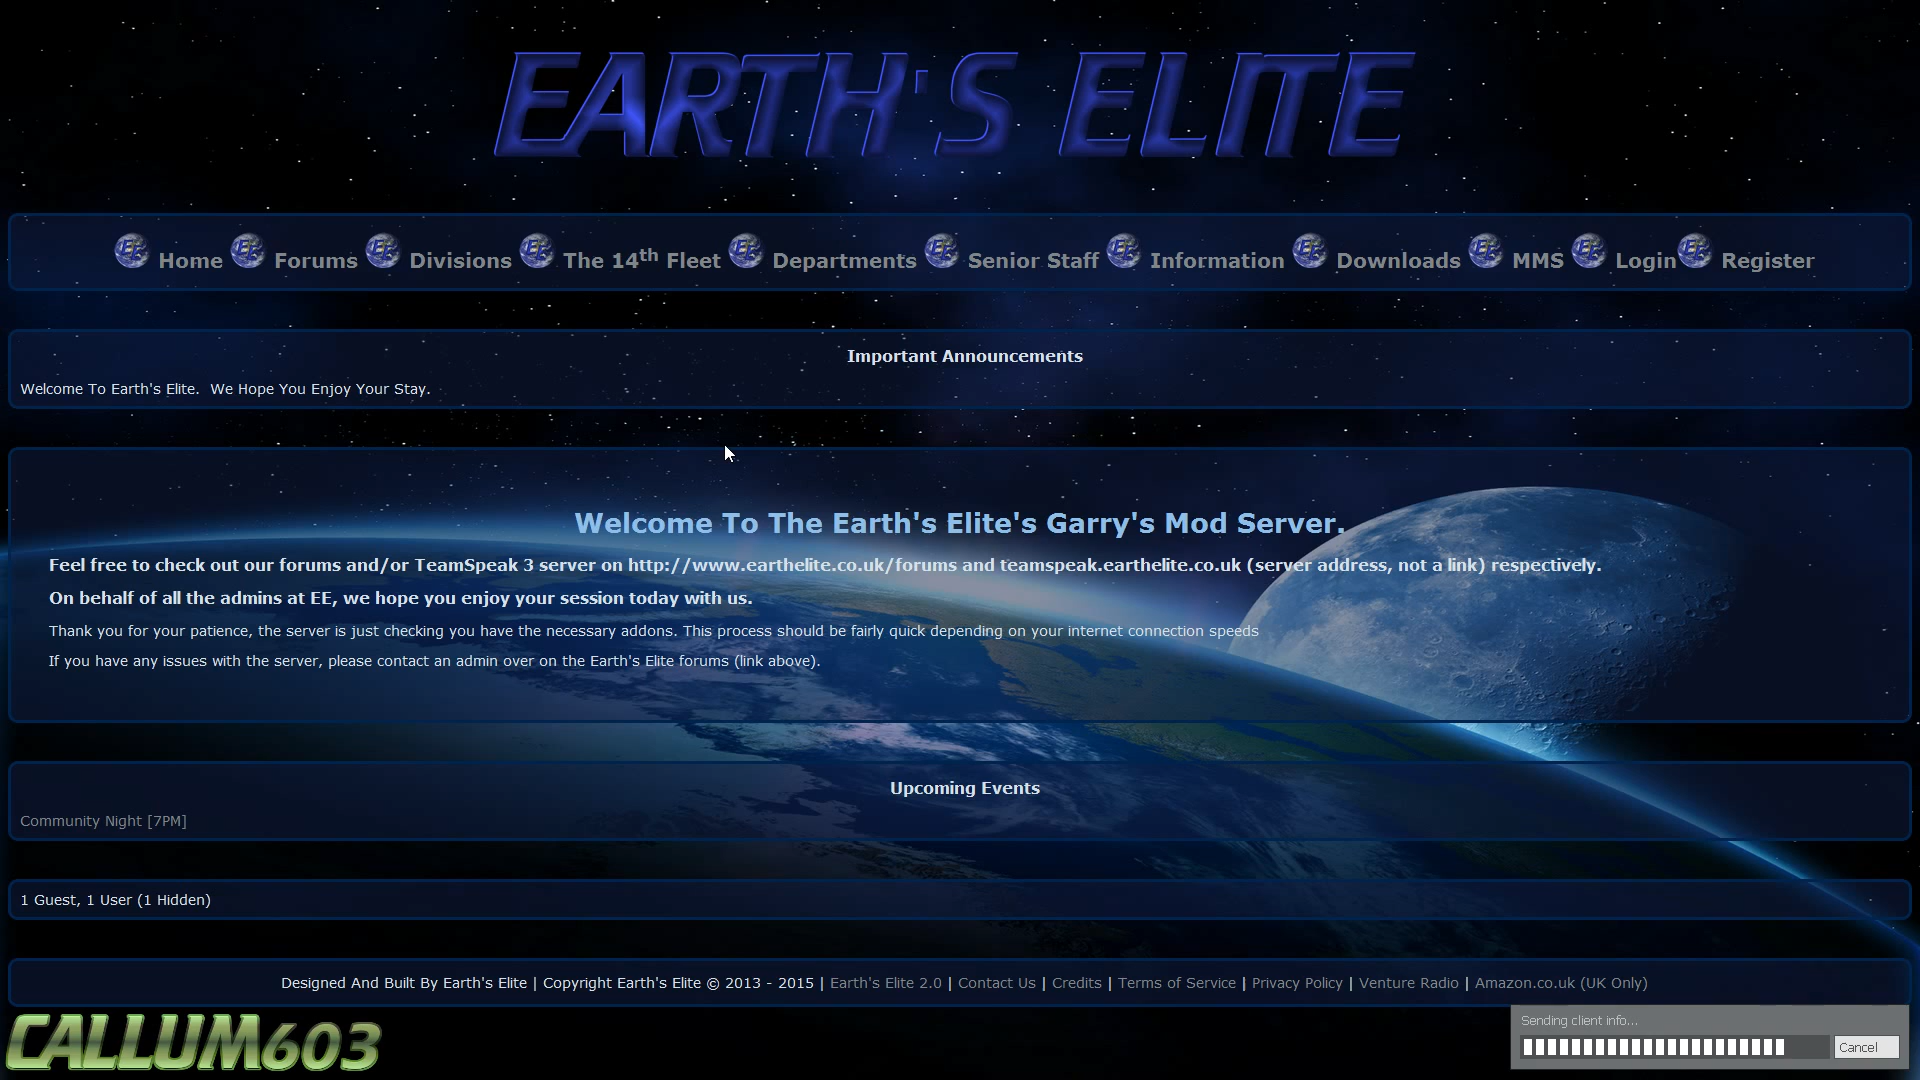 EARTH'S ELITE
Home Forums Divisions The 14th Fleet Departments Senior Staff Information Downloads MMS Login Register
Important Announcements
Welcome To Earth's Elite. We Hope You Enjoy Your Stay.
Welcome To The Earth's Elite's Garry's Mod Server.
Feel free to check out our forums and/or TeamSpeak 3 server on http://www.earthelite.co.uk/forums and teamspeak.earthelite.co.uk (server address, not a link) respectively.
On behalf of all the admins at EE, we hope you enjoy your session today with us.
Thank you for your patience, the server is just checking you have the necessary addons. This process should be fairly quick depending on your internet connection speeds
If you have any issues with the server, please contact an admin over on the Earth's Elite forums (link above).
Upcoming Events
Community Night [7PM]
1 Guest, 1 User (1 Hidden)
Designed And Built By Earth's Elite | Copyright Earth's Elite © 2013 - 2015 | Earth's Elite 2.0 | Contact Us | Credits | Terms of Service | Privacy Policy | Venture Radio | Amazon.co.uk (UK Only)
CALLUM603
Sending client info...
Cancel